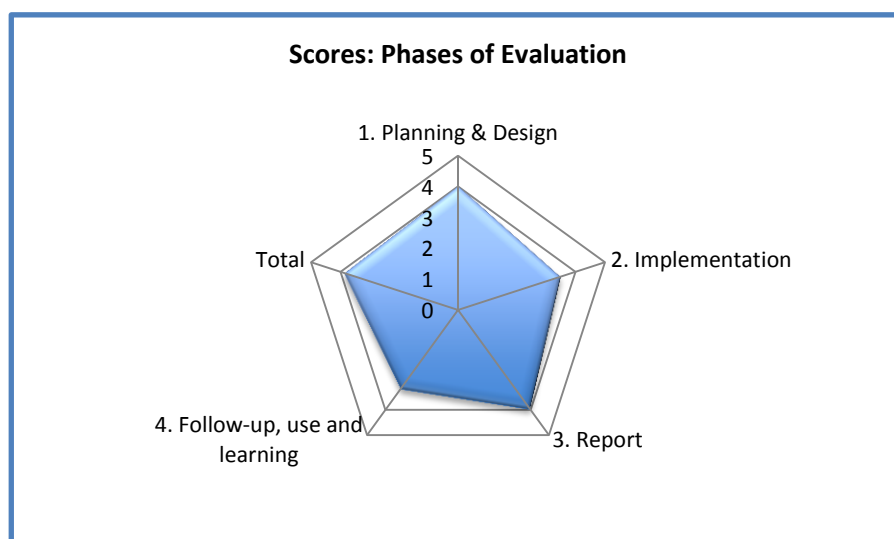 Scores: Phases of Evaluation
1. Planning & Design
5
4
3
2
1
0
Total
2. Implementation
4. Follow-up, use and
learning
3. Report